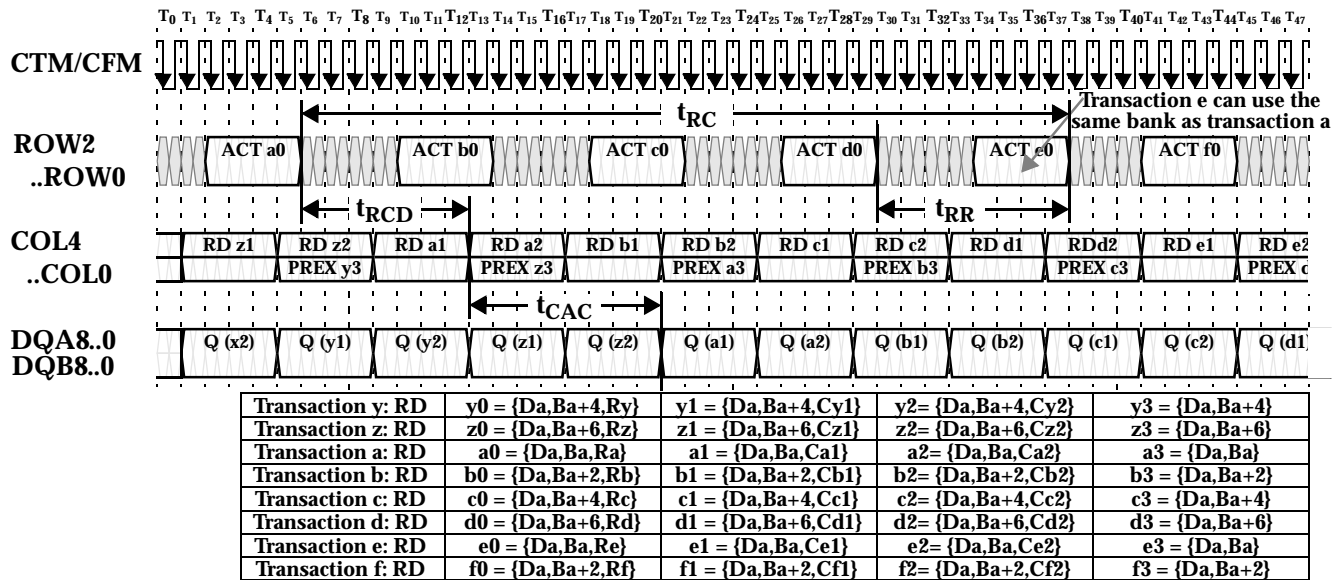 T0 T1 T2 T3 T4 T5 T6 T7 T8 T9 T10 T11 T12 T13 T14 T15 T16 T17 T18 T19 T20 T21 T22 T23 T24 T25 T26 T27 T28 T29 T30 T31 T32 T33 T34 T35 T36 T37 T38 T39 T40 T41 T42 T43 T44 T45 T46 T47
CTM/CFM
Transaction e can use the
same bank as transaction a
tRC
ROW2
..ROW0
ACT a0 ACT b0 ACT c0 ACT d0 ACT e0 ACT f0
tRCD tRR
COL4
..COL0
RD z1 RD z2 RD a1 RD a2 RD b1 RD b2 RD c1 RD c2 RD d1 RDd2 RD e1 RD e2
PREX y3 PREX z3 PREX a3 PREX b3 PREX c3 PREX d
tCAC
DQA8..0
DQB8..0
Q (x2) Q (y1) Q (y2) Q (z1) Q (z2) Q (a1) Q (a2) Q (b1) Q (b2) Q (c1) Q (c2) Q (d1)
Transaction y: RD y0 = {Da,Ba+4,Ry} y1 = {Da,Ba+4,Cy1} y2= {Da,Ba+4,Cy2} y3 = {Da,Ba+4}
Transaction z: RD z0 = {Da,Ba+6,Rz} z1 = {Da,Ba+6,Cz1} z2= {Da,Ba+6,Cz2} z3 = {Da,Ba+6}
Transaction a: RD a0 = {Da,Ba,Ra} a1 = {Da,Ba,Ca1} a2= {Da,Ba,Ca2} a3 = {Da,Ba}
Transaction b: RD b0 = {Da,Ba+2,Rb} b1 = {Da,Ba+2,Cb1} b2= {Da,Ba+2,Cb2} b3 = {Da,Ba+2}
Transaction c: RD c0 = {Da,Ba+4,Rc} c1 = {Da,Ba+4,Cc1} c2= {Da,Ba+4,Cc2} c3 = {Da,Ba+4}
Transaction d: RD d0 = {Da,Ba+6,Rd} d1 = {Da,Ba+6,Cd1} d2= {Da,Ba+6,Cd2} d3 = {Da,Ba+6}
Transaction e: RD e0 = {Da,Ba,Re} e1 = {Da,Ba,Ce1} e2= {Da,Ba,Ce2} e3 = {Da,Ba}
Transaction f: RD f0 = {Da,Ba+2,Rf} f1 = {Da,Ba+2,Cf1} f2= {Da,Ba+2,Cf2} f3 = {Da,Ba+2}